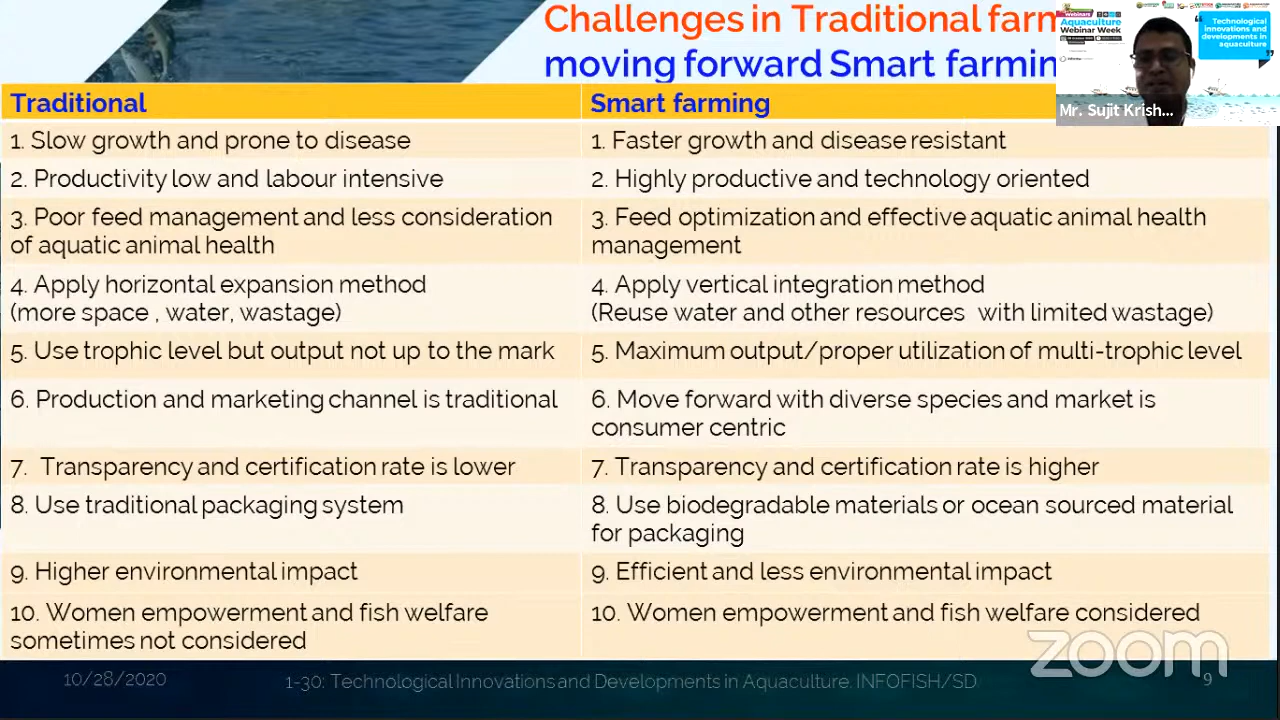 Challenges in Traditional farm
moving forward Smart farmin
Webinars
Aquaculture
Webinar Week
Technological
innovations and
developments in
aquaculture
Mr. Sujit Krish...
Traditional
Smart farming
1. Slow growth and prone to disease
1. Faster growth and disease resistant
2. Productivity low and labour intensive
2. Highly productive and technology oriented
3. Poor feed management and less consideration
of aquatic animal health
3. Feed optimization and effective aquatic animal health
management
4. Apply horizontal expansion method
(more space , water, wastage)
4. Apply vertical integration method
(Reuse water and other resources with limited wastage)
5. Use trophic level but output not up to the mark
5. Maximum output/proper utilization of multi-trophic level
6. Production and marketing channel is traditional
6. Move forward with diverse species and market is
consumer centric
7. Transparency and certification rate is lower
7. Transparency and certification rate is higher
8. Use traditional packaging system
8. Use biodegradable materials or ocean sourced material
for packaging
9. Higher environmental impact
9. Efficient and less environmental impact
10. Women empowerment and fish welfare
sometimes not considered
10. Women empowerment and fish welfare considered
zoom
10/28/2020
1-30: Technological Innovations and Developments in Aquaculture. INFOFISH/SD
9